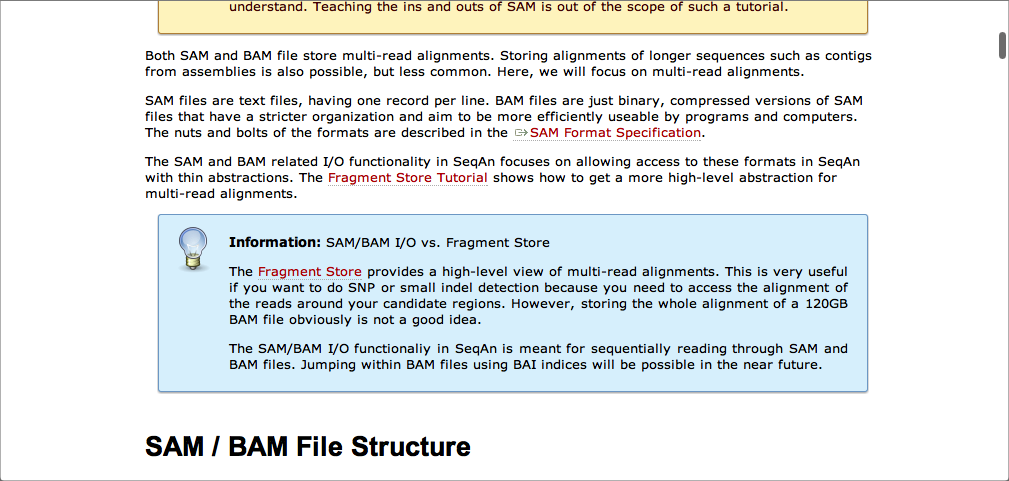 understand. Teaching the ins and outs of SAM is out of the scope of such a tutorial.
Both SAM and BAM file store multi-read alignments. Storing alignments of longer sequences such as contigs
from assemblies is also possible, but less common. Here, we will focus on multi-read alignments.
SAM files are text files, having one record per line. BAM files are just binary, compressed versions of SAM
files that have a stricter organization and aim to be more efficiently useable by programs and computers.
The nuts and bolts of the formats are described in the SAM Format Specification.
The SAM and BAM related I/O functionality in SeqAn focuses on allowing access to these formats in SeqAn
with thin abstractions. The Fragment Store Tutorial shows how to get a more high-level abstraction for
multi-read alignments.
Information: SAM/BAM I/O vs. Fragment Store
The Fragment Store provides a high-level view of multi-read alignments. This is very useful
if you want to do SNP or small indel detection because you need to access the alignment of
the reads around your candidate regions. However, storing the whole alignment of a 120GB
BAM file obviously is not a good idea.
The SAM/BAM I/O functionaliy in SeqAn is meant for sequentially reading through SAM and
BAM files. Jumping within BAM files using BAI indices will be possible in the near future.
SAM / BAM File Structure